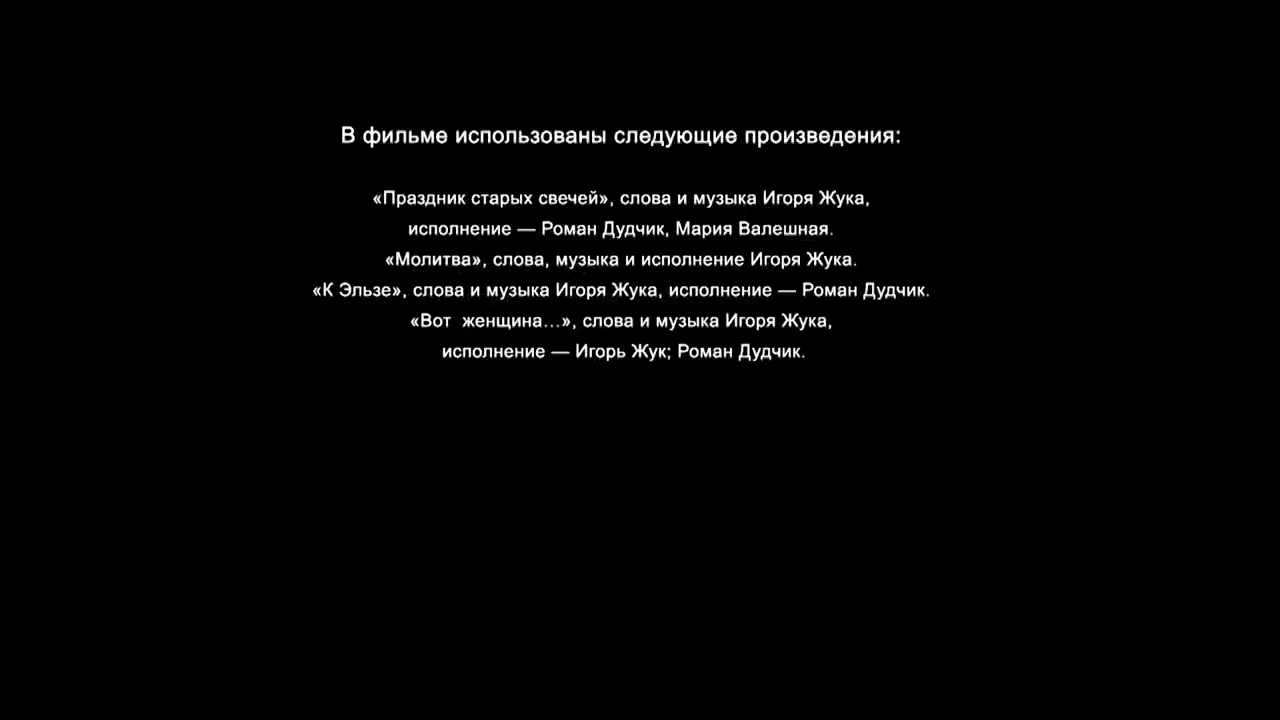 В фильме использованы следующие произведения:
«Праздник старых свечей», слова и музыка Игоря Жука,
исполнение — Роман Дудчик, Мария Валешная.
«Молитва», слова, музыка и исполнение Игоря Жука.
«К Эльзе», слова и музыка Игоря Жука, исполнение — Роман Дудчик.
«Вот женщина...», слова и музыка Игоря Жука,
исполнение — Игорь Жук; Роман Дудчик.